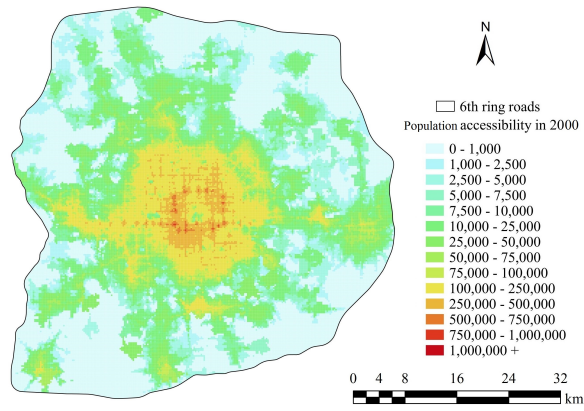 N
6th ring roads
Population accessibility in 2000
0 - 1,000
1,000 - 2,500
2,500 - 5,000
5,000 - 7,500
7,500 - 10,000
10,000 - 25,000
25,000 - 50,000
50,000 - 75,000
75,000 - 100,000
100,000 - 250,000
250,000 - 500,000
500,000 - 750,000
750,000 - 1,000,000
1,000,000 +
0 2 4 6 8 16 24 32
km